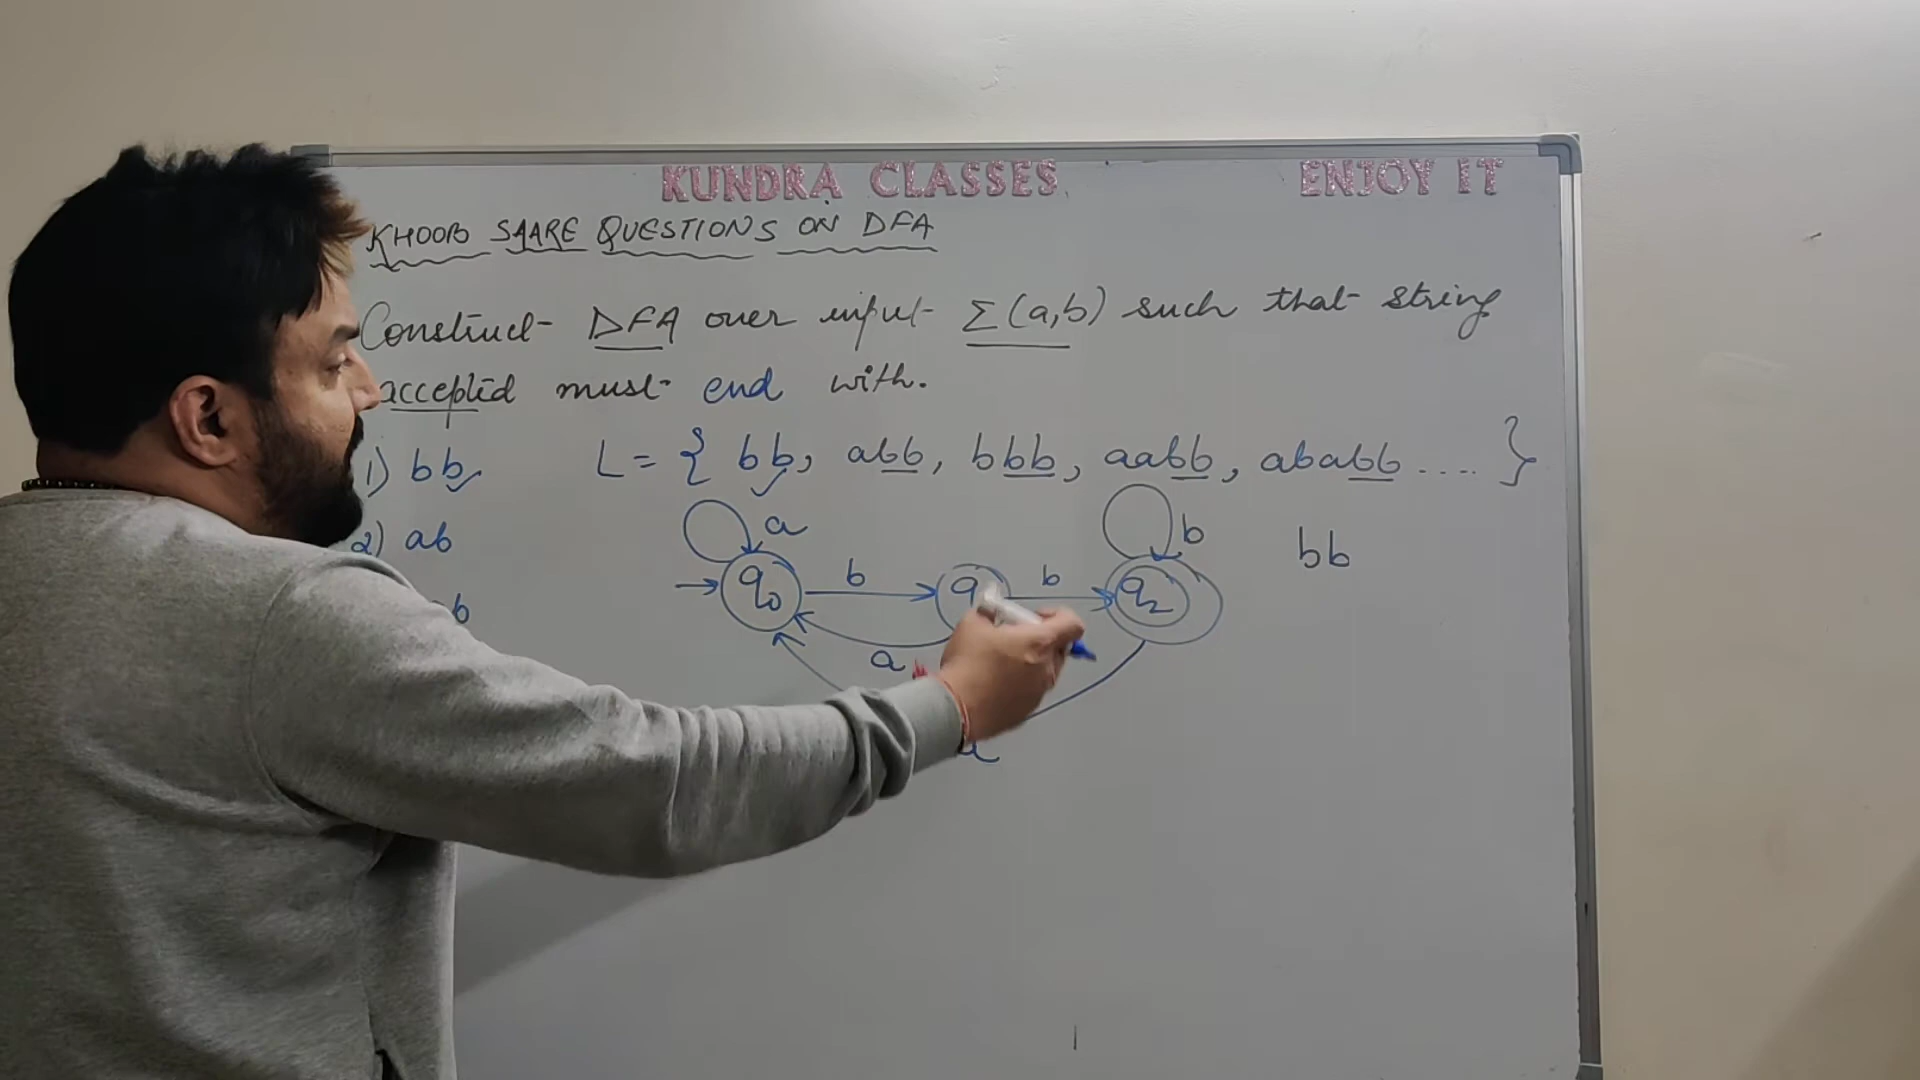 KUNDRA CLASSES ENJOY IT
KHOOB SAARE QUESTIONS ON DFA
Construct DFA over input Σ(a,b) such that string
accepted must end with.
1) bb L = { bb, abb, bbb, aabb, ababb .... }
2) ab
b
a b bb
q0 b q b q2
a
a